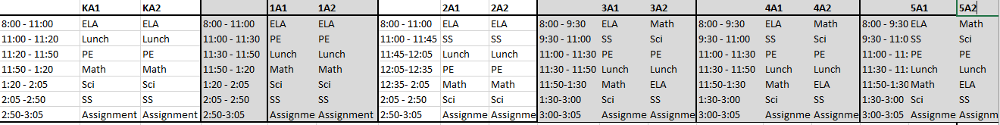 KA1 KA2 1A1 1A2 2A1 2A2 3A1 3A2 4A1 4A2 5A1 5A2
8:00 - 11:00 ELA ELA 8:00 - 11:00 ELA ELA 8:00 - 11:00 ELA ELA 8:00 - 9:30 ELA Math 8:00 - 9:30 ELA Math 8:00 - 9:30 ELA Math
11:00 - 11:20 Lunch Lunch 11:00 - 11:30 PE PE 11:00 - 11:45 SS SS 9:30 - 11:00 SS Sci 9:30 - 11:00 SS Sci 9:30 - 11:0 SS Sci
11:20 - 11:50 PE PE 11:30 - 11:50 Lunch Lunch 11:45-12:05 Lunch Lunch 11:00 - 11:30 PE PE 11:00 - 11:30 PE PE 11:00 - 11: PE PE
11:50 - 1:20 Math Math 11:50 - 1:20 Math Math 12:05-12:35 PE PE 11:30 - 11:50 Lunch Lunch 11:30 - 11:50 Lunch Lunch 11:30 - 11: Lunch Lunch
1:20 - 2:05 Sci Sci 1:20 - 2:05 Sci Sci 12:35- 2:05 Math Math 11:50-1:30 Math ELA 11:50-1:30 Math ELA 11:50-1:30 Math ELA
2:05 -2:50 SS SS 2:05 - 2:50 SS SS 2:05 - 2:50 Sci Sci 1:30-3:00 Sci SS 1:30-3:00 Sci SS 1:30-3:00 Sci SS
2:50-3:05 Assignment Assignment 2:50-3:05 Assignme Assignment 2:50-3:05 Assignme Assignme 3:00-3:05 Assignme Assignme 3:00-3:05 Assignme Assignme 3:00-3:05 Assignme Assignm